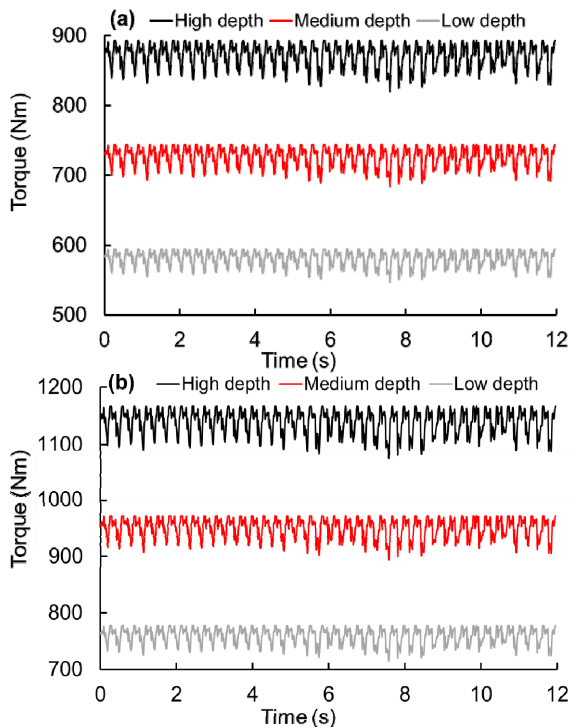 (a) High depth Medium depth Low depth
900
800
700
600
500
Torque (Nm)
0 2 4 6 8 10 12
Time (s)
(b) High depth Medium depth Low depth
1200
1100
1000
900
800
700
Torque (Nm)
0 2 4 6 8 10 12
Time (s)